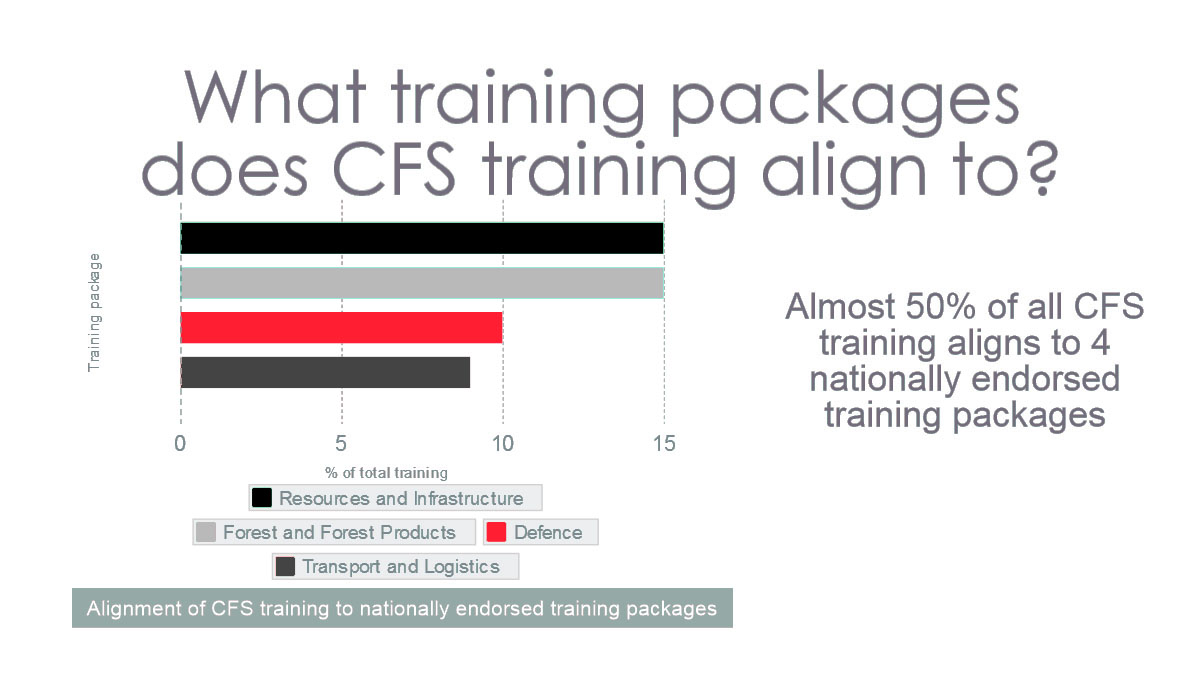 What training packages
does CFS training align to?
Training package
0 5 10 15
% of total training
Resources and Infrastructure
Forest and Forest Products Defence
Transport and Logistics
Alignment of CFS training to nationally endorsed training packages
Almost 50% of all CFS
training aligns to 4
nationally endorsed
training packages